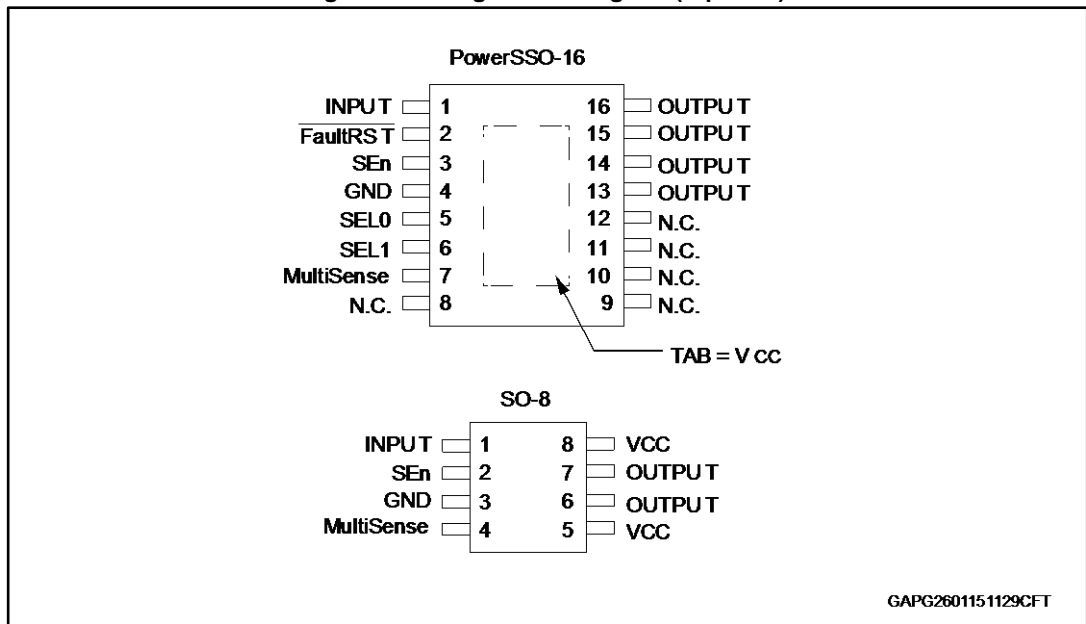 PowerSSO-16
INPUT 1 16 OUTPUT
FaultRST 2 15 OUTPUT
SEn 3 14 OUTPUT
GND 4 13 OUTPUT
SEL0 5 12 N.C.
SEL1 6 11 N.C.
MultiSense 7 10 N.C.
N.C. 8 9 N.C.
TAB = VCC
SO-8
INPUT 1 8 VCC
SEn 2 7 OUTPUT
GND 3 6 OUTPUT
MultiSense 4 5 VCC
GAPG2601151129CFT